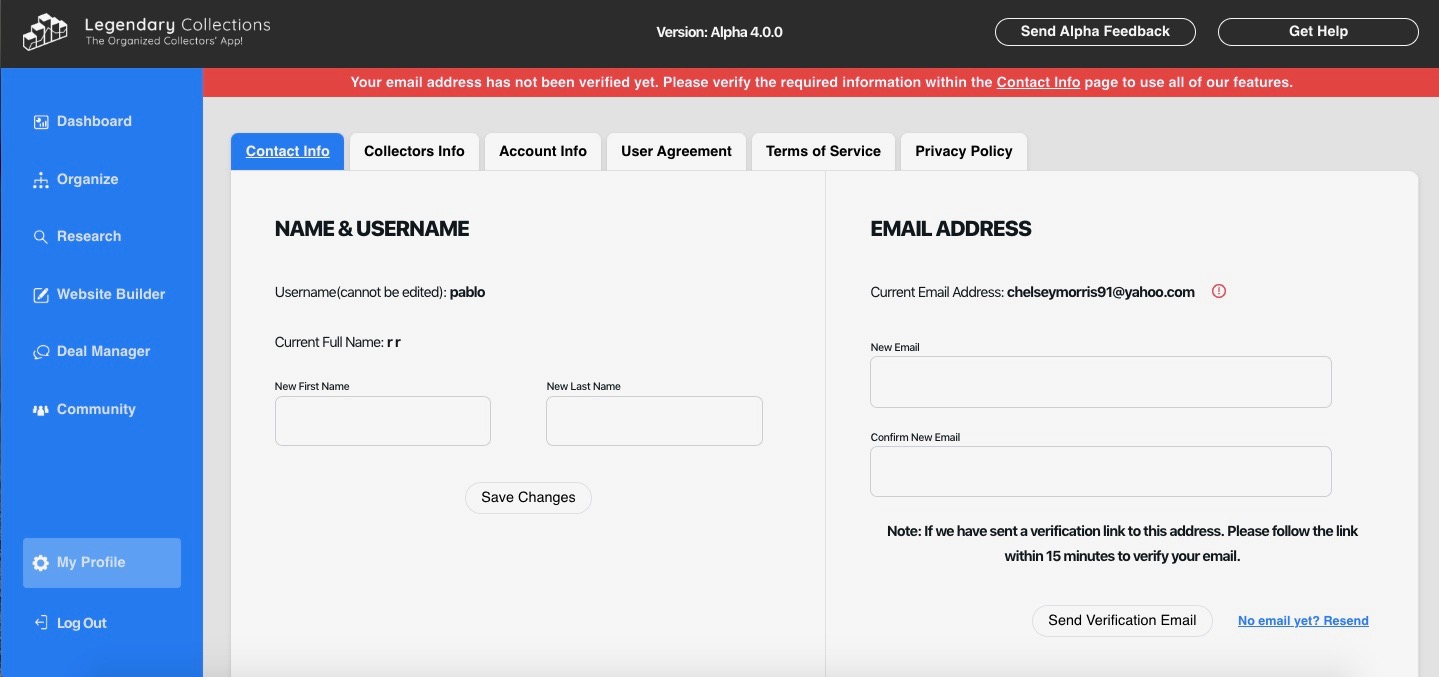 Legendary Collections
The Organized Collectors' App!
Version: Alpha 4.0.0
Send Alpha Feedback
Get Help
Your email address has not been verified yet. Please verify the required information within the Contact Info page to use all of our features.
Dashboard
Organize
Research
Website Builder
Deal Manager
Community
My Profile
Log Out
Contact Info
Collectors Info
Account Info
User Agreement
Terms of Service
Privacy Policy
NAME & USERNAME
Username(cannot be edited): pablo
Current Full Name: r r
New First Name
New Last Name
Save Changes
EMAIL ADDRESS
Current Email Address: chelseymorris91@yahoo.com
New Email
Confirm New Email
Note: If we have sent a verification link to this address. Please follow the link
within 15 minutes to verify your email.
Send Verification Email
No email yet? Resend